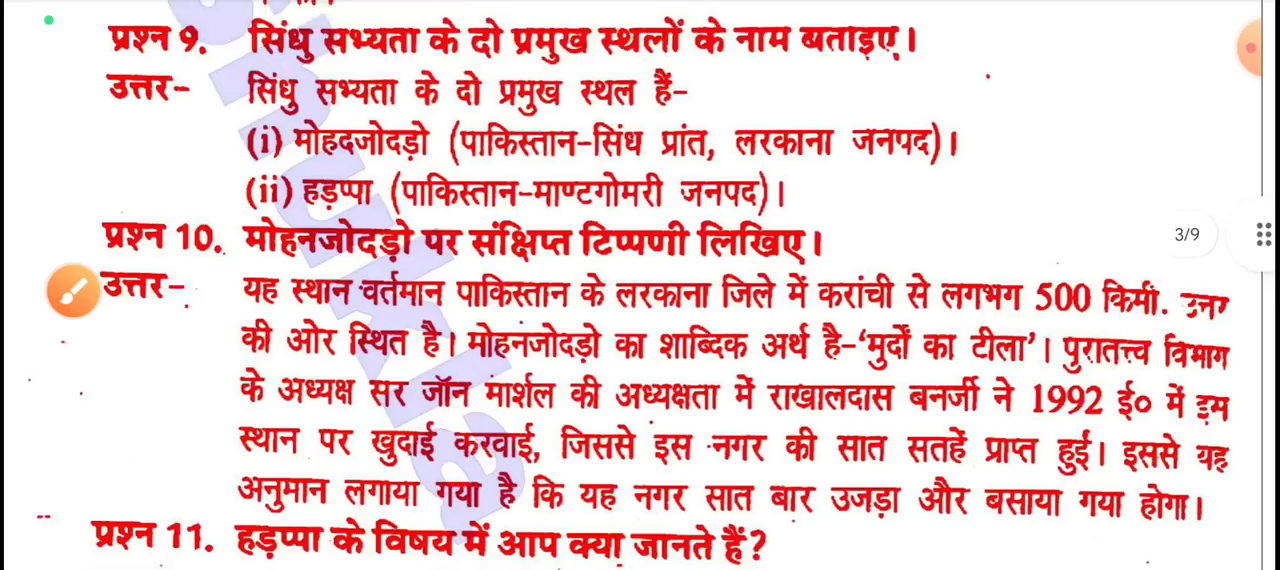 प्रश्न 9. सिंधु सभ्यता के दो प्रमुख स्थलों के नाम बताइए।
उत्तर- सिंधु सभ्यता के दो प्रमुख स्थल हैं-
(i) मोहदजोदड़ो (पाकिस्तान-सिंध प्रांत, लरकाना जनपद)।
(ii) हड़प्पा (पाकिस्तान-माण्टगोमरी जनपद)।
प्रश्न 10. मोहनजोदड़ो पर संक्षिप्त टिप्पणी लिखिए।
3/9
उत्तर- यह स्थान वर्तमान पाकिस्तान के लरकाना जिले में करांची से लगभग 500 किमी.
की ओर स्थित है। मोहनजोदड़ो का शाब्दिक अर्थ है-‘मुर्दों का टीला’। पुरातत्त्व विभाग
के अध्यक्ष सर जॉन मार्शल की अध्यक्षता में राखालदास बनर्जी ने 1992 ई० में इस
स्थान पर खुदाई करवाई, जिससे इस नगर की सात सतहें प्राप्त हुई। इससे यह
अनुमान लगाया गया है कि यह नगर सात बार उजड़ा और बसाया गया होगा।
प्रश्न 11. हड़प्पा के विषय में आप क्या जानते हैं?